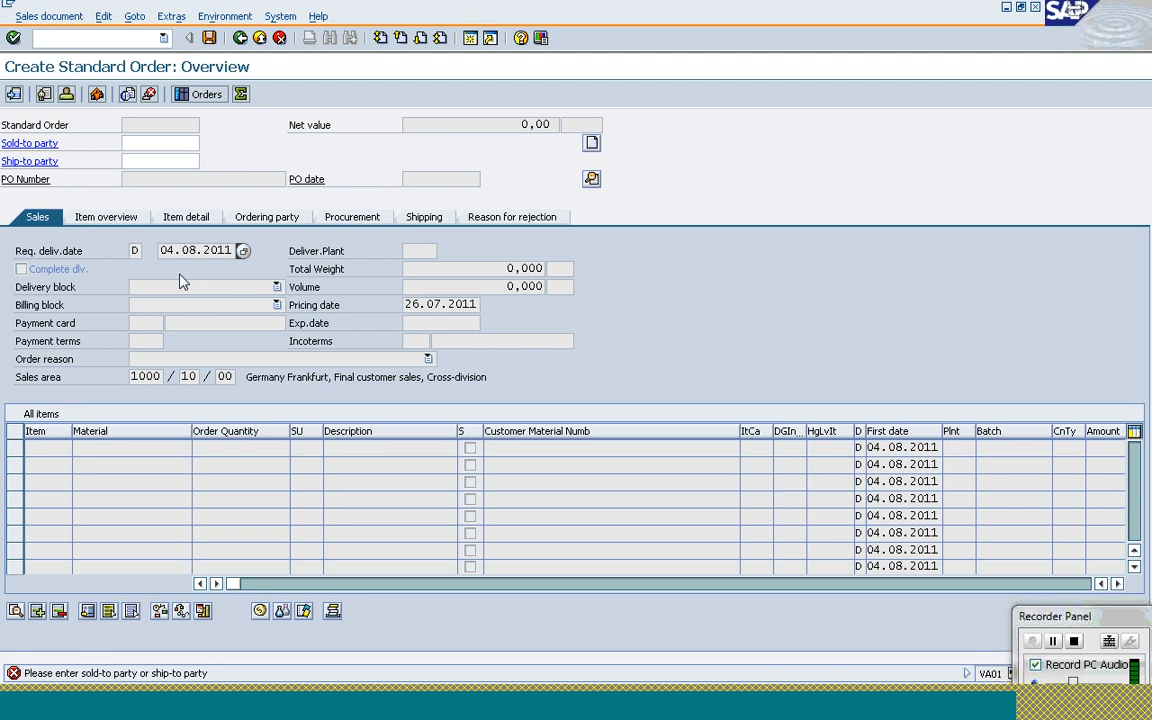 Sales document Edit Goto Extras Environment System Help
SAP
Create Standard Order: Overview
Orders
Standard Order Net value 0,00
Sold-to party
Ship-to party
PO Number PO date
Sales Item overview Item detail Ordering party Procurement Shipping Reason for rejection
Req. deliv.date D 04.08.2011 Deliver.Plant
Complete dlv. Total Weight 0,000
Delivery block Volume 0,000
Billing block Pricing date 26.07.2011
Payment card Exp.date
Payment terms Incoterms
Order reason
Sales area 1000 / 10 / 00 Germany Frankfurt, Final customer sales, Cross-division
All items
Item Material Order Quantity SU Description S Customer Material Numb ItCa DGIn... HgLvIt D First date Plnt Batch CnTy Amount
D 04.08.2011
D 04.08.2011
D 04.08.2011
D 04.08.2011
D 04.08.2011
D 04.08.2011
D 04.08.2011
D 04.08.2011
Recorder Panel
Record PC Audio
Please enter sold-to party or ship-to party VA01